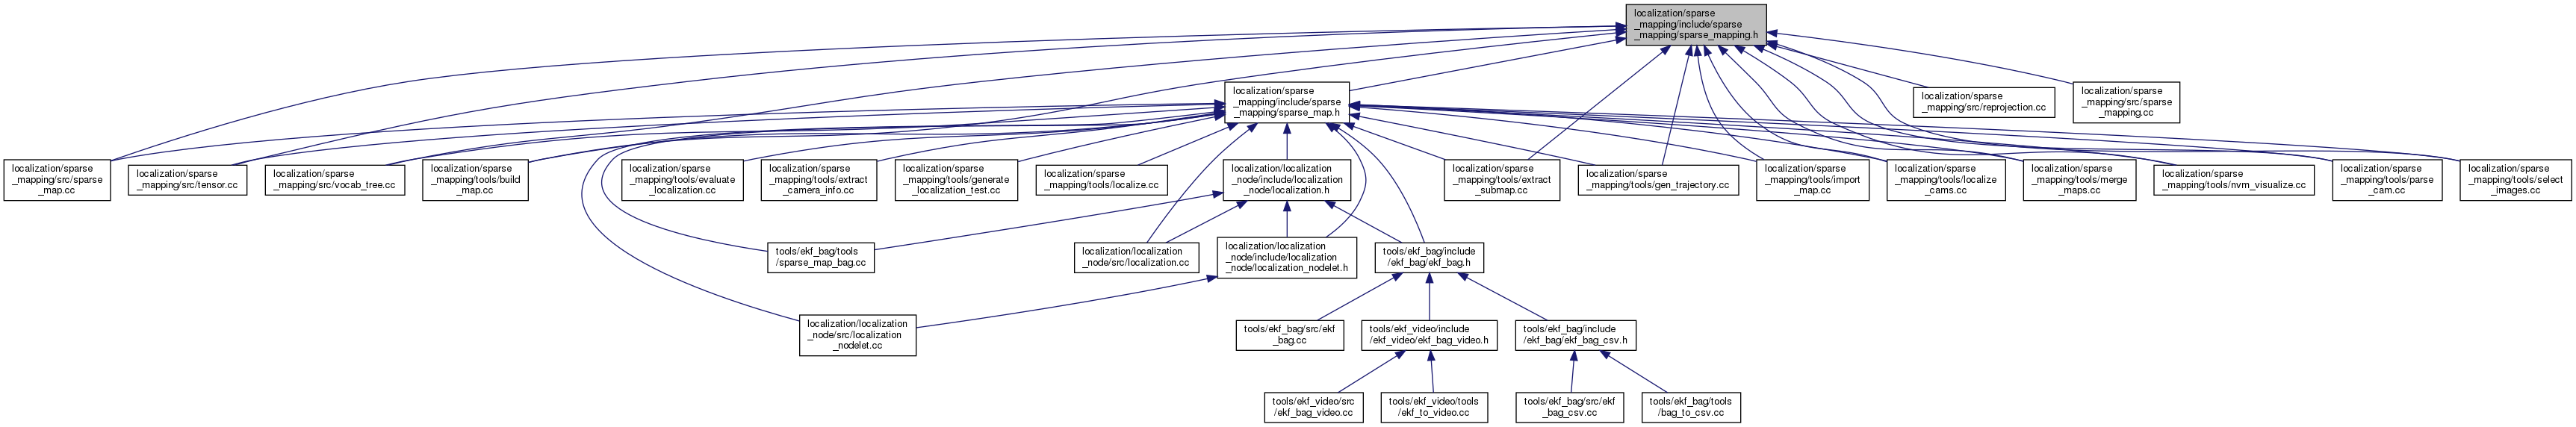 localization/sparse
_mapping/include/sparse
_mapping/sparse_mapping.h
localization/sparse
_mapping/include/sparse
_mapping/sparse_map.h
localization/sparse
_mapping/src/reprojection.cc
localization/sparse
_mapping/src/sparse
_mapping.cc
localization/sparse
_mapping/src/sparse
_map.cc
localization/sparse
_mapping/src/tensor.cc
localization/sparse
_mapping/src/vocab_tree.cc
localization/sparse
_mapping/tools/build
_map.cc
localization/sparse
_mapping/tools/evaluate
_localization.cc
localization/sparse
_mapping/tools/extract
_camera_info.cc
localization/sparse
_mapping/tools/generate
_localization_test.cc
localization/sparse
_mapping/tools/localize.cc
localization/localization
_node/include/localization
_node/localization.h
localization/sparse
_mapping/tools/extract
_submap.cc
localization/sparse
_mapping/tools/gen_trajectory.cc
localization/sparse
_mapping/tools/import
_map.cc
localization/sparse
_mapping/tools/localize
_cams.cc
localization/sparse
_mapping/tools/merge
_maps.cc
localization/sparse
_mapping/tools/nvm_visualize.cc
localization/sparse
_mapping/tools/parse
_cam.cc
localization/sparse
_mapping/tools/select
_images.cc
tools/ekf_bag/tools
/sparse_map_bag.cc
localization/localization
_node/src/localization.cc
localization/localization
_node/include/localization
_node/localization_nodelet.h
tools/ekf_bag/include
/ekf_bag/ekf_bag.h
localization/localization
_node/src/localization
_nodelet.cc
tools/ekf_bag/src/ekf
_bag.cc
tools/ekf_video/include
/ekf_video/ekf_bag_video.h
tools/ekf_bag/include
/ekf_bag/ekf_bag_csv.h
tools/ekf_video/src
/ekf_bag_video.cc
tools/ekf_video/tools
/ekf_to_video.cc
tools/ekf_bag/src/ekf
_bag_csv.cc
tools/ekf_bag/tools
/bag_to_csv.cc